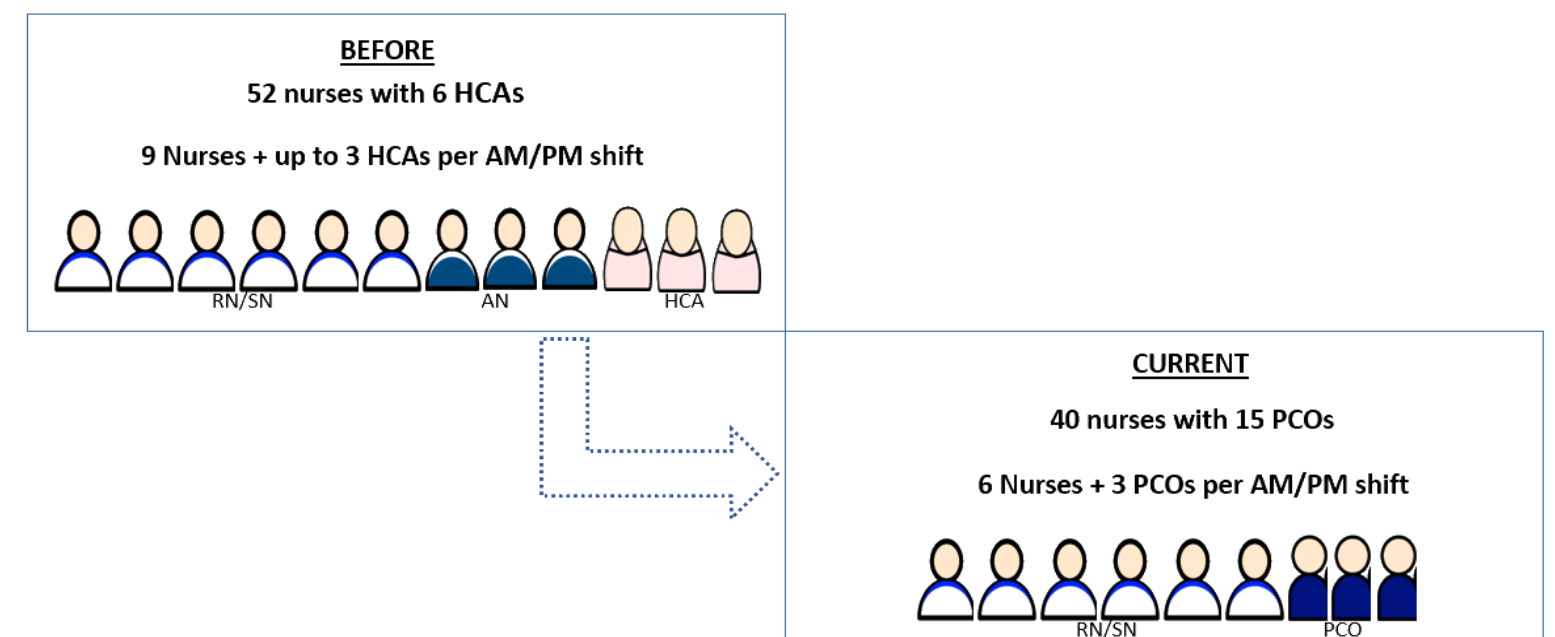 BEFORE
52 nurses with 6 HCAs
9 Nurses + up to 3 HCAs per AM/PM shift
RN/SN AN HCA
CURRENT
40 nurses with 15 PCOs
6 Nurses + 3 PCOs per AM/PM shift
RN/SN PCO